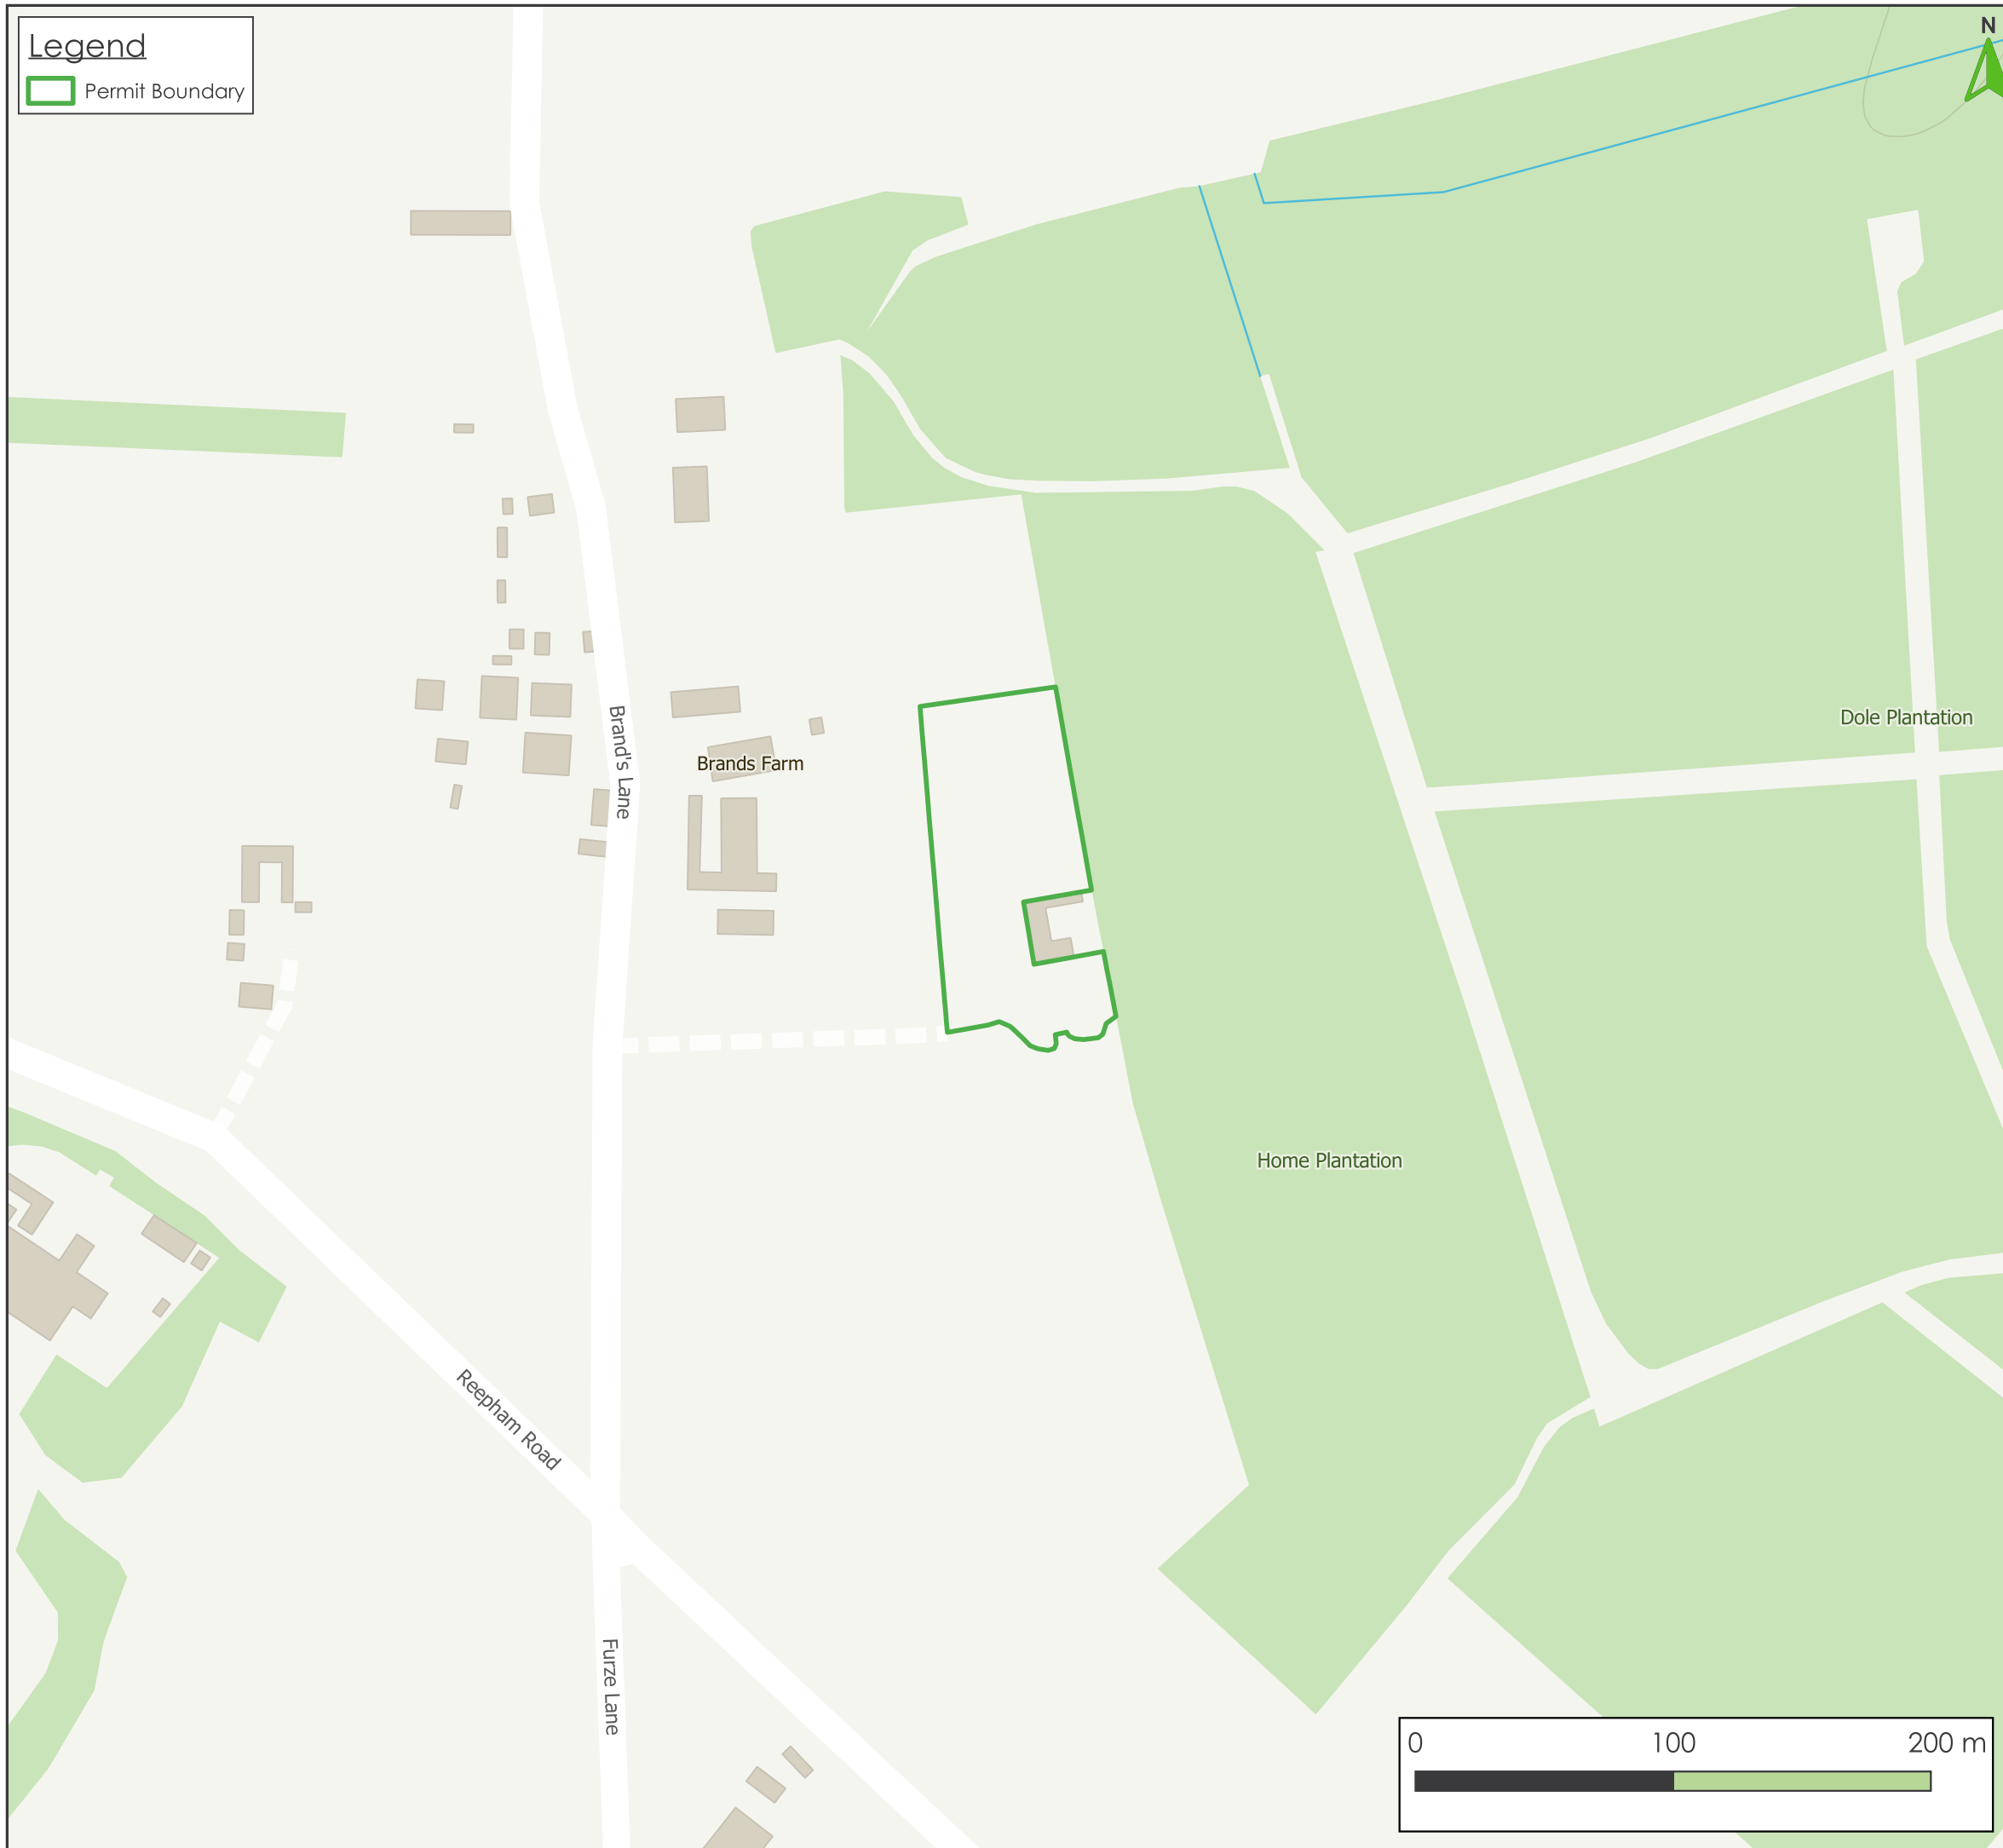 Legend
Permit Boundary
N
Brand's Lane
Brands Farm
Dole Plantation
Home Plantation
Reepham Road
Furze Lane
0 100 200 m